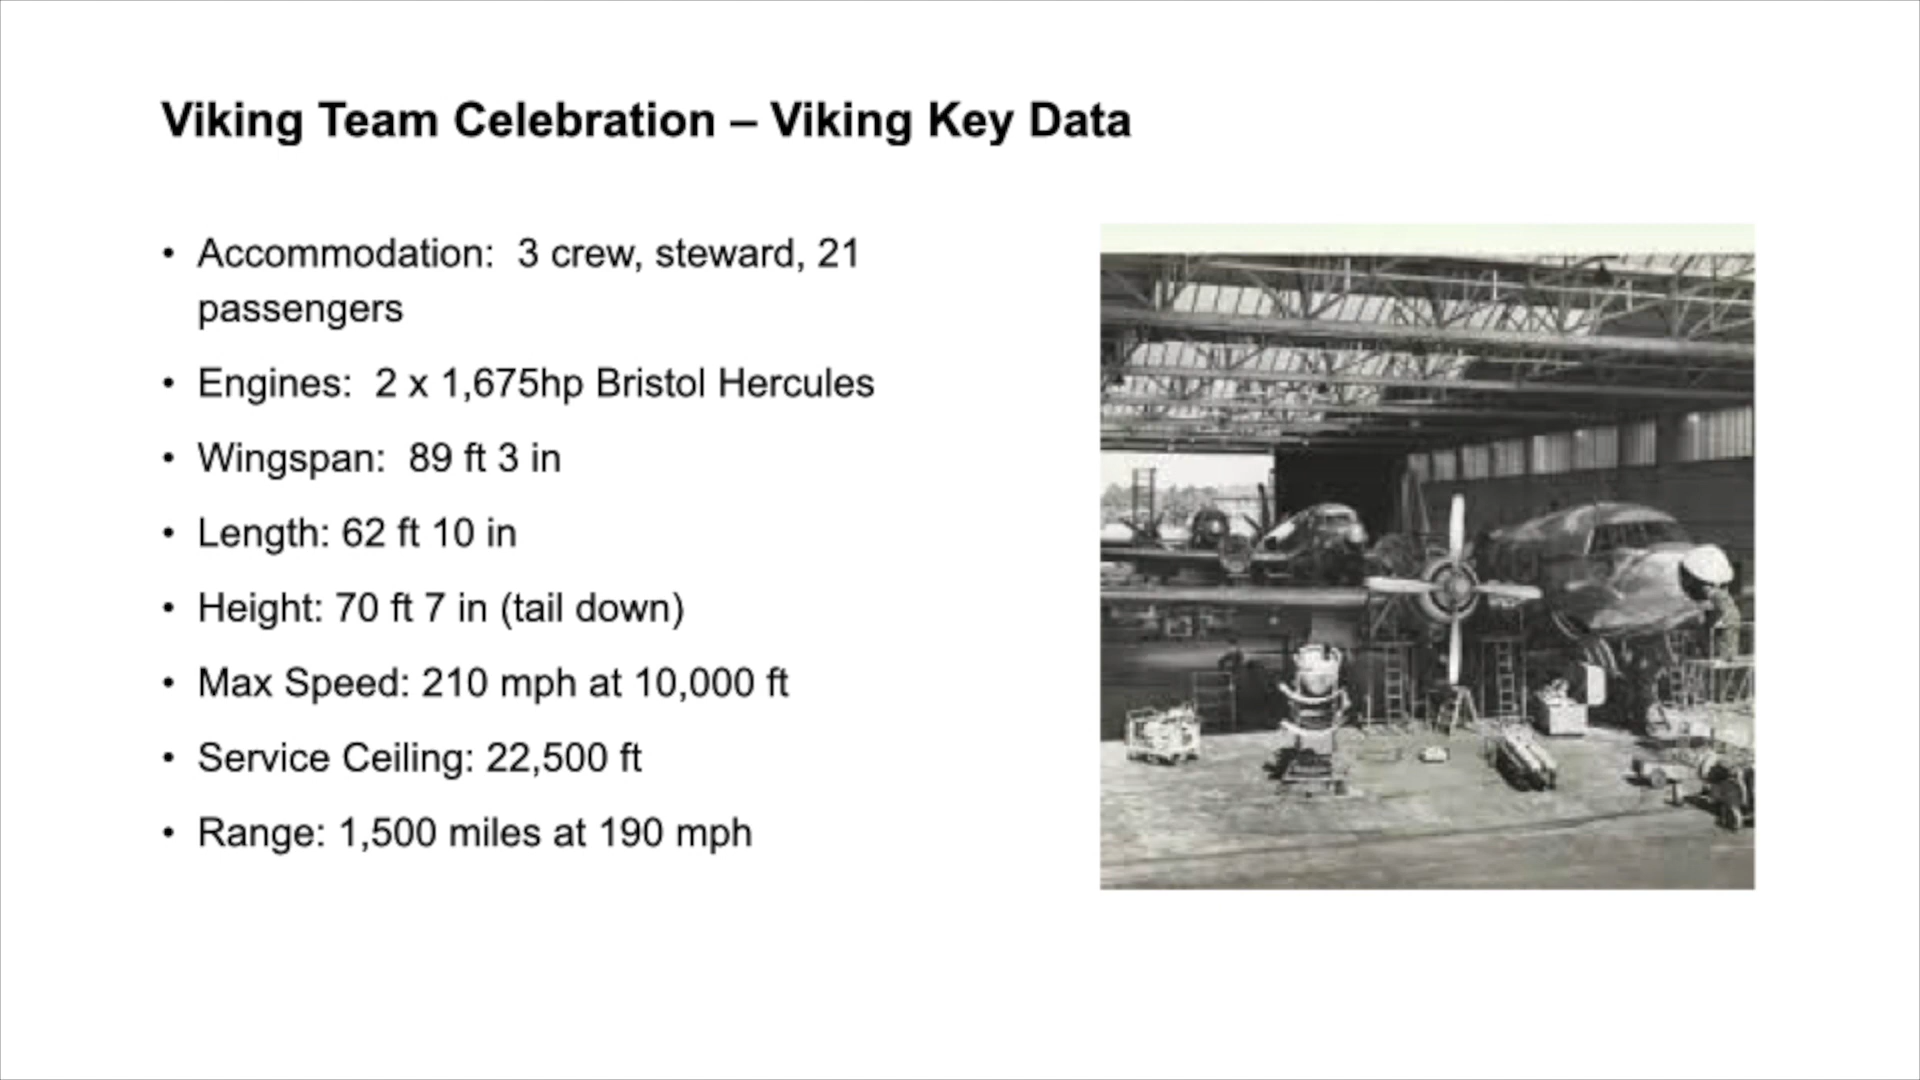 Viking Team Celebration – Viking Key Data
• Accommodation:  3 crew, steward, 21
passengers
• Engines:  2 x 1,675hp Bristol Hercules
• Wingspan:  89 ft 3 in
• Length: 62 ft 10 in
• Height: 70 ft 7 in (tail down)
• Max Speed: 210 mph at 10,000 ft
• Service Ceiling: 22,500 ft
• Range: 1,500 miles at 190 mph